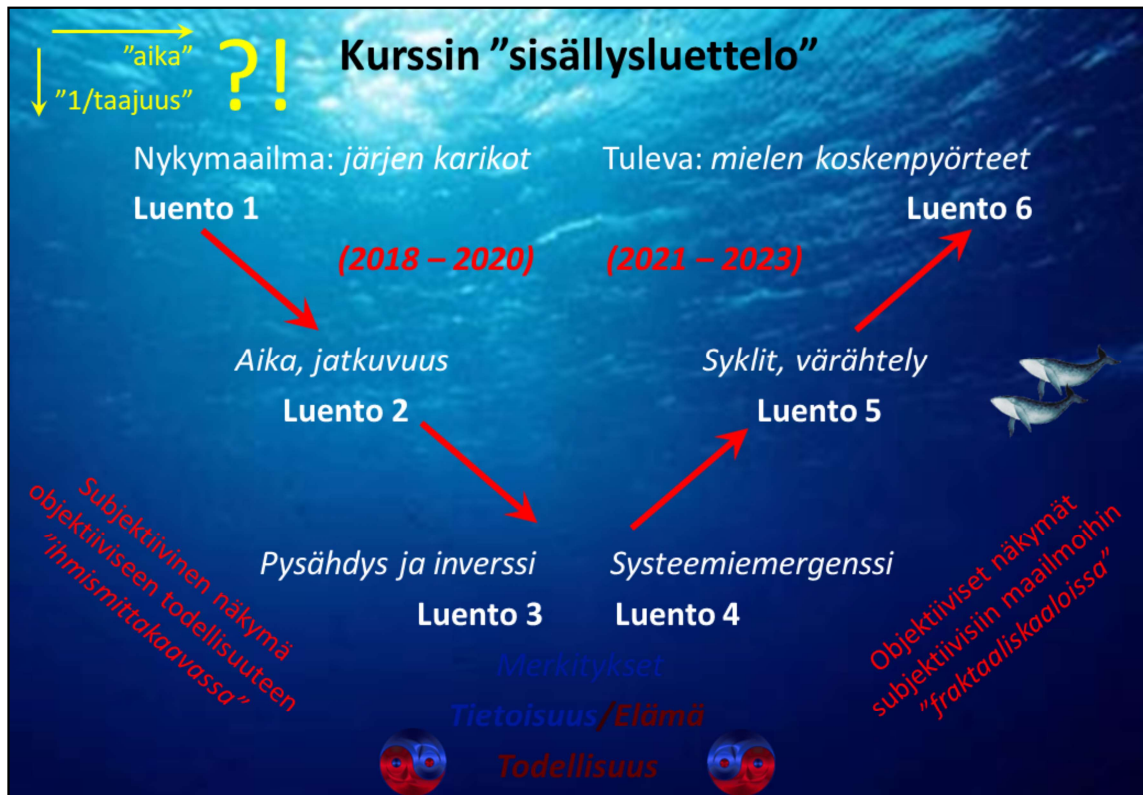 ”aika”
”1/taajuus”
?!
Kurssin ”sisällysluettelo”
Nykymaailma: järjen karikot
Luento 1
Tuleva: mielen koskenpyörteet
Luento 6
(2018 – 2020)
(2021 – 2023)
Aika, jatkuvuus
Luento 2
Syklit, värähtely
Luento 5
Pysähdys ja inverssi
Luento 3
Systeemiemergenssi
Luento 4
Subjektiivinen näkymä
objektiiviseen todellisuuteen
”ihmismittakaavassa”
Objektiiviset näkymät
subjektiivisiin maailmoihin
”fraktaaliskaaloissa”
Merkitykset
Tietoisuus/Elämä
Todellisuus